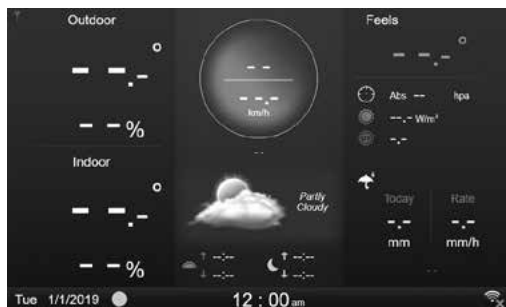 Outdoor
-- --.-°
-- --%
Indoor
-- --.-°
-- --%
-- --
-- --.--
km/h
-- --
Partly
Cloudy
↑ --:--
↓ --:--
↑ --:--
↓ --:--
Feels
-- --.-°
Abs -- hpa
--.- W/m²
-.-
Today
-.-
mm
Rate
-.-
mm/h
-- --
Tue 1/1/2019
12 : 00 am